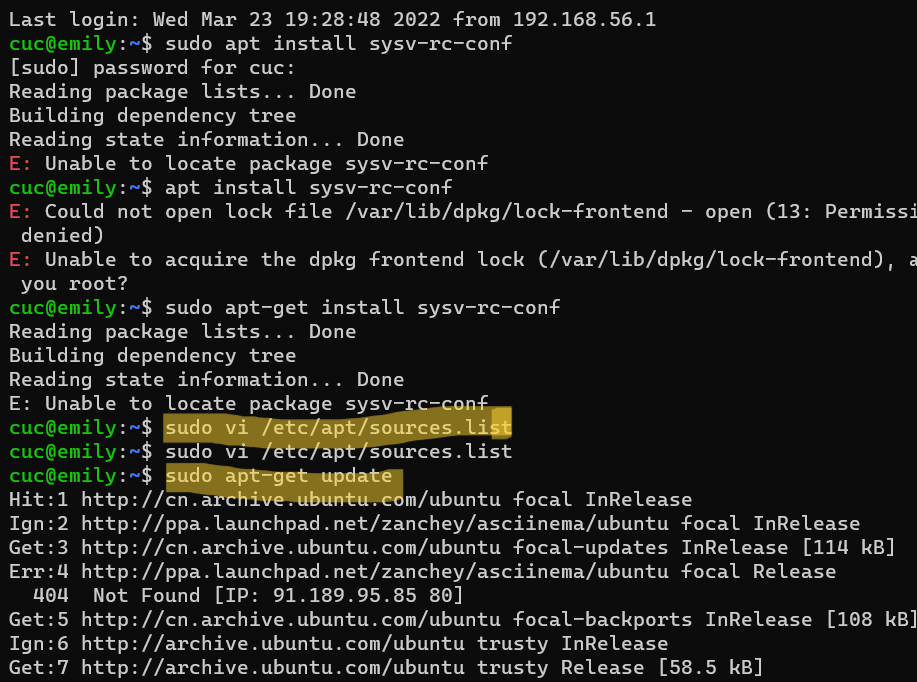 Last login: Wed Mar 23 19:28:48 2022 from 192.168.56.1
cuc@emily:~$ sudo apt install sysv-rc-conf
[sudo] password for cuc:
Reading package lists... Done
Building dependency tree
Reading state information... Done
E: Unable to locate package sysv-rc-conf
cuc@emily:~$ apt install sysv-rc-conf
E: Could not open lock file /var/lib/dpkg/lock-frontend - open (13: Permissi
denied)
E: Unable to acquire the dpkg frontend lock (/var/lib/dpkg/lock-frontend), a
you root?
cuc@emily:~$ sudo apt-get install sysv-rc-conf
Reading package lists... Done
Building dependency tree
Reading state information... Done
E: Unable to locate package sysv-rc-conf
cuc@emily:~$ sudo vi /etc/apt/sources.list
cuc@emily:~$ sudo vi /etc/apt/sources.list
cuc@emily:~$ sudo apt-get update
Hit:1 http://cn.archive.ubuntu.com/ubuntu focal InRelease
Ign:2 http://ppa.launchpad.net/zanchey/asciinema/ubuntu focal InRelease
Get:3 http://cn.archive.ubuntu.com/ubuntu focal-updates InRelease [114 kB]
Err:4 http://ppa.launchpad.net/zanchey/asciinema/ubuntu focal Release
404  Not Found [IP: 91.189.95.85 80]
Get:5 http://cn.archive.ubuntu.com/ubuntu focal-backports InRelease [108 kB]
Ign:6 http://archive.ubuntu.com/ubuntu trusty InRelease
Get:7 http://archive.ubuntu.com/ubuntu trusty Release [58.5 kB]